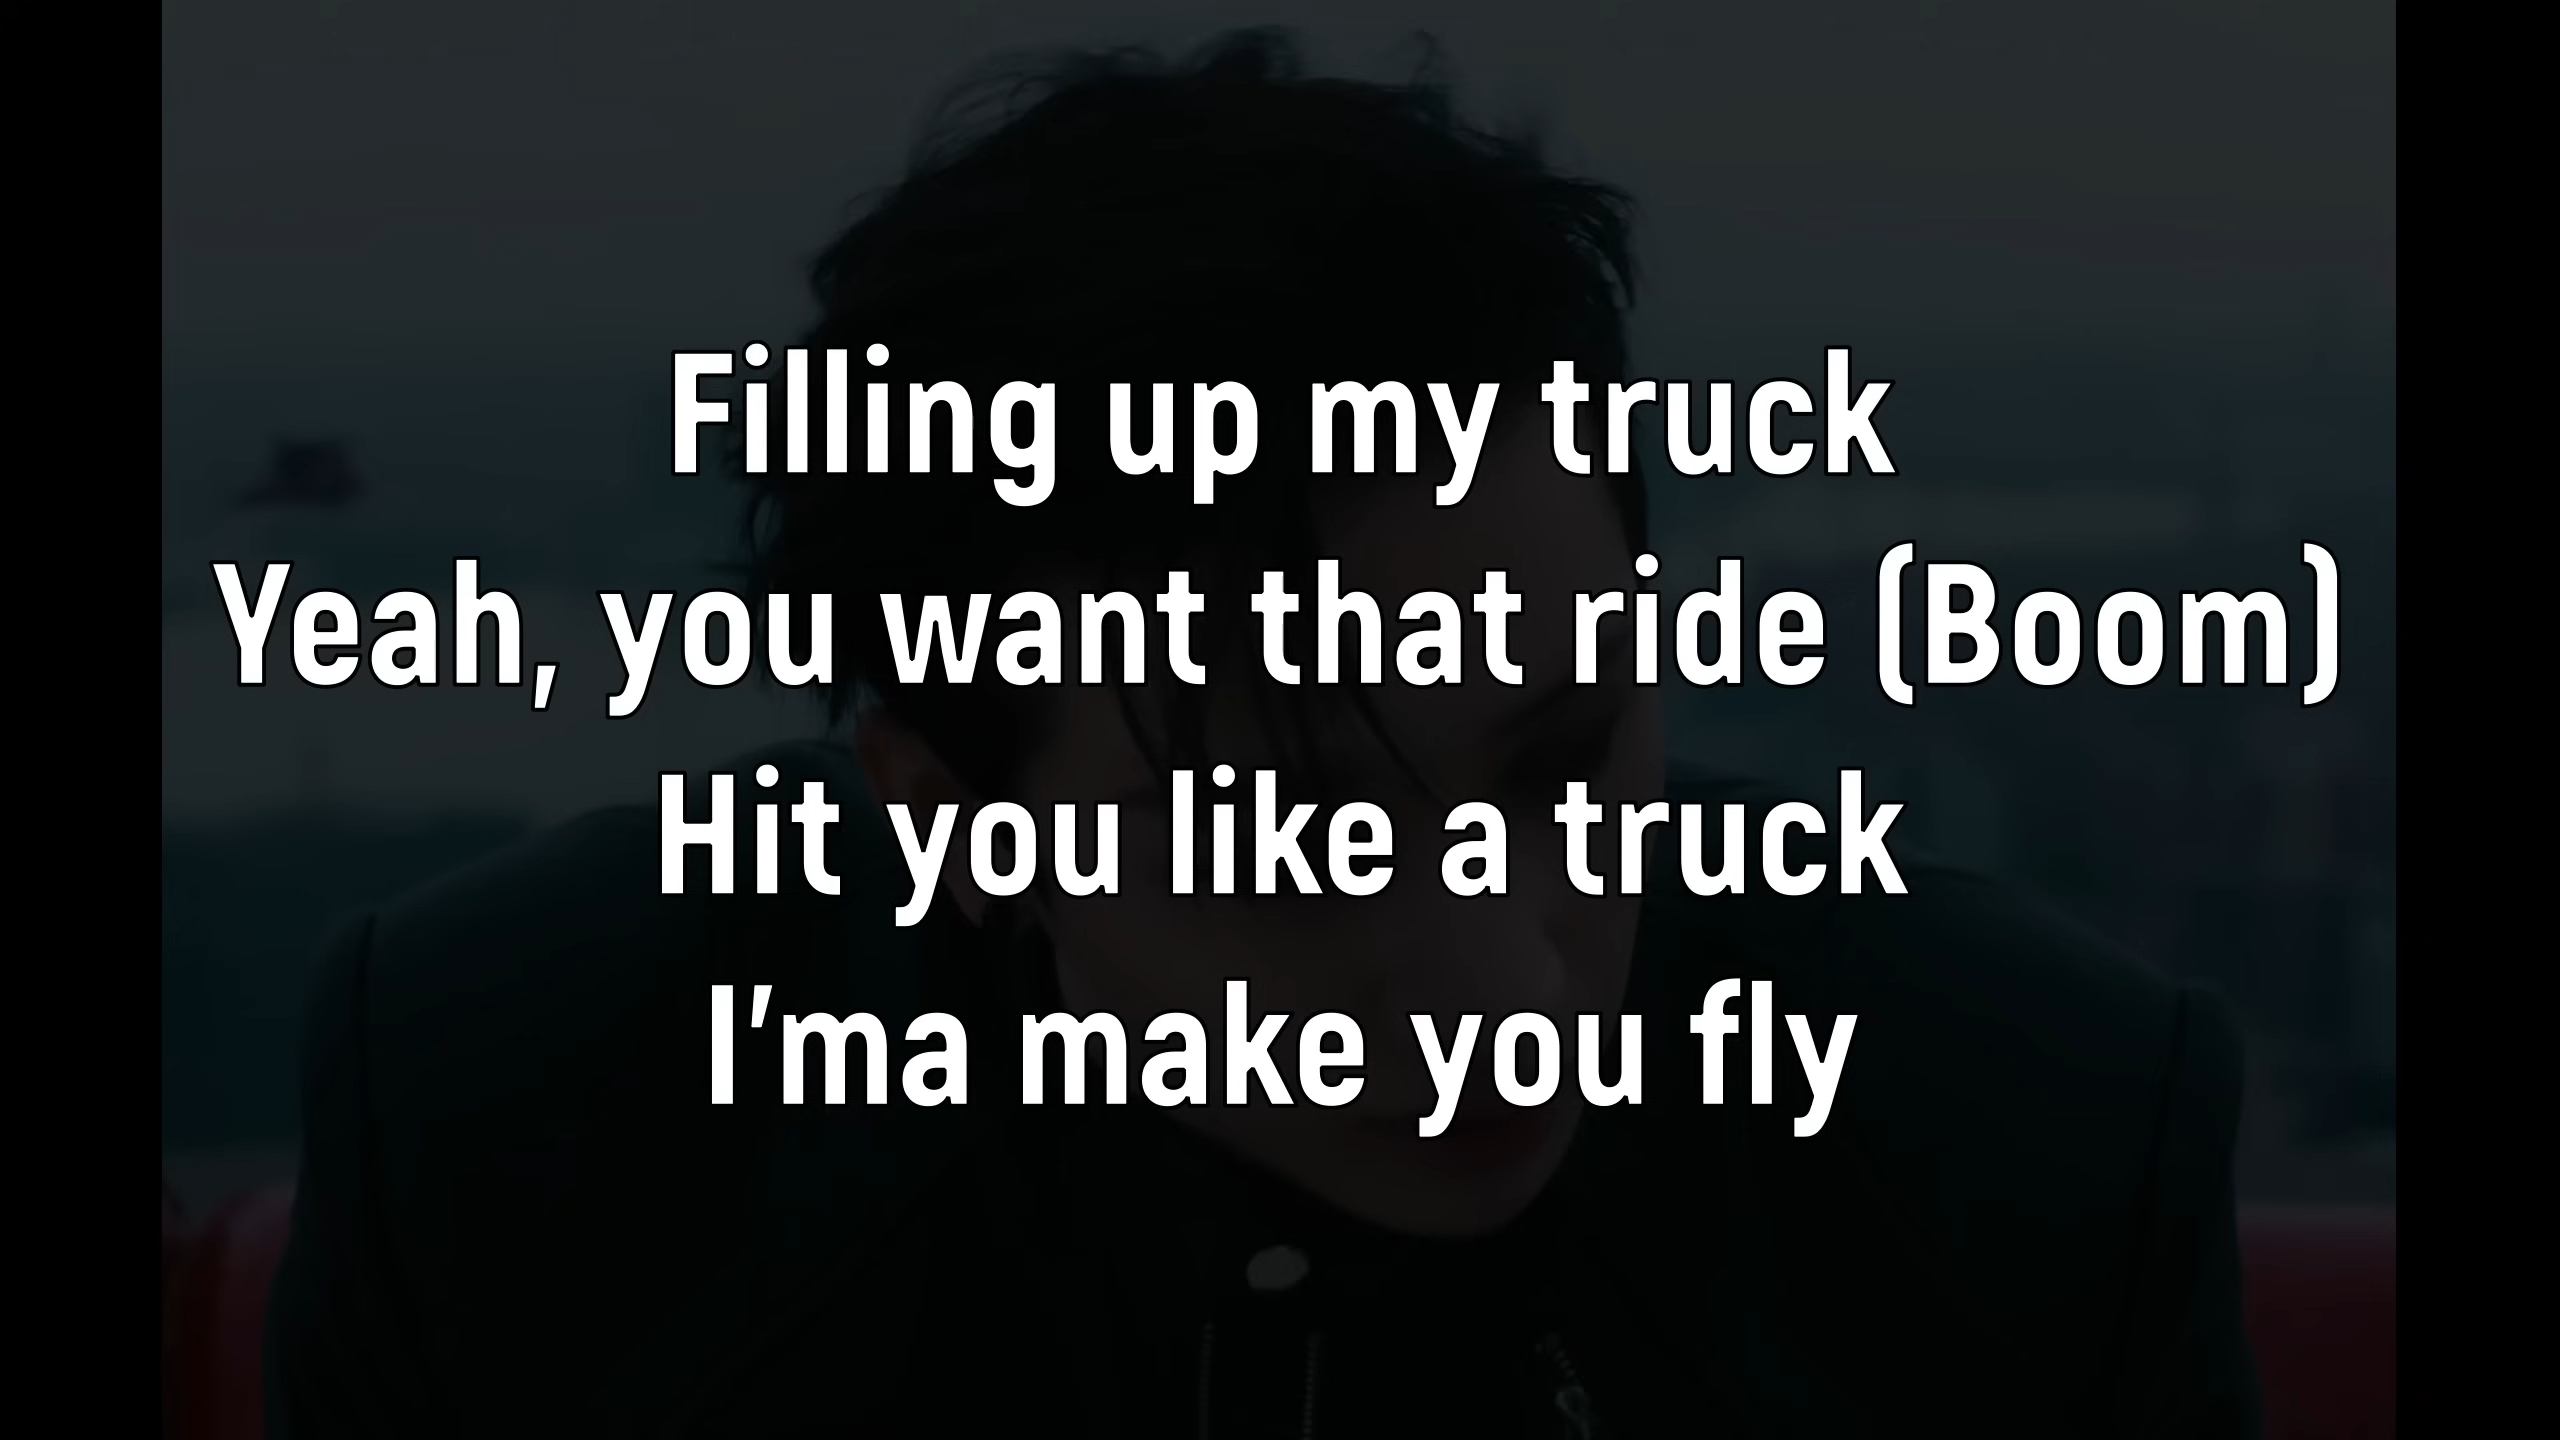 Filling up my truck
Yeah, you want that ride (Boom)
Hit you like a truck
I'ma make you fly